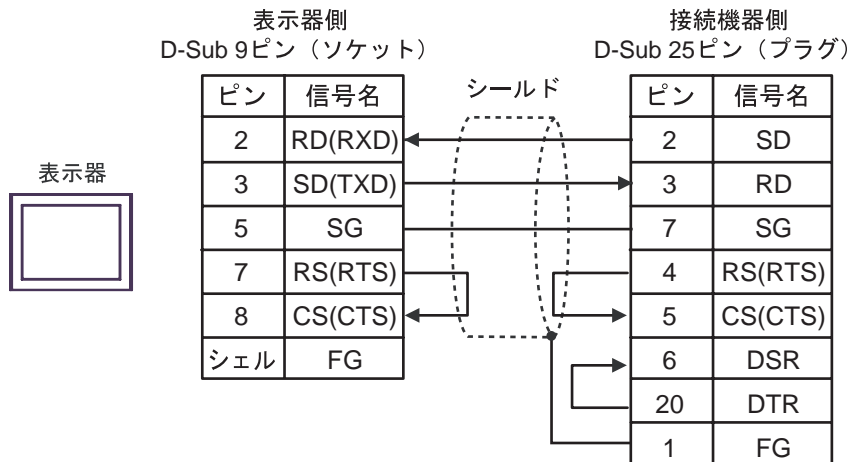 表示器側
D-Sub 9ピン（ソケット）
接続機器側
D-Sub 25ピン（プラグ）
表示器
ピン 信号名
2 RD(RXD)
3 SD(TXD)
5 SG
7 RS(RTS)
8 CS(CTS)
シェル FG
シールド
ピン 信号名
2 SD
3 RD
7 SG
4 RS(RTS)
5 CS(CTS)
6 DSR
20 DTR
1 FG